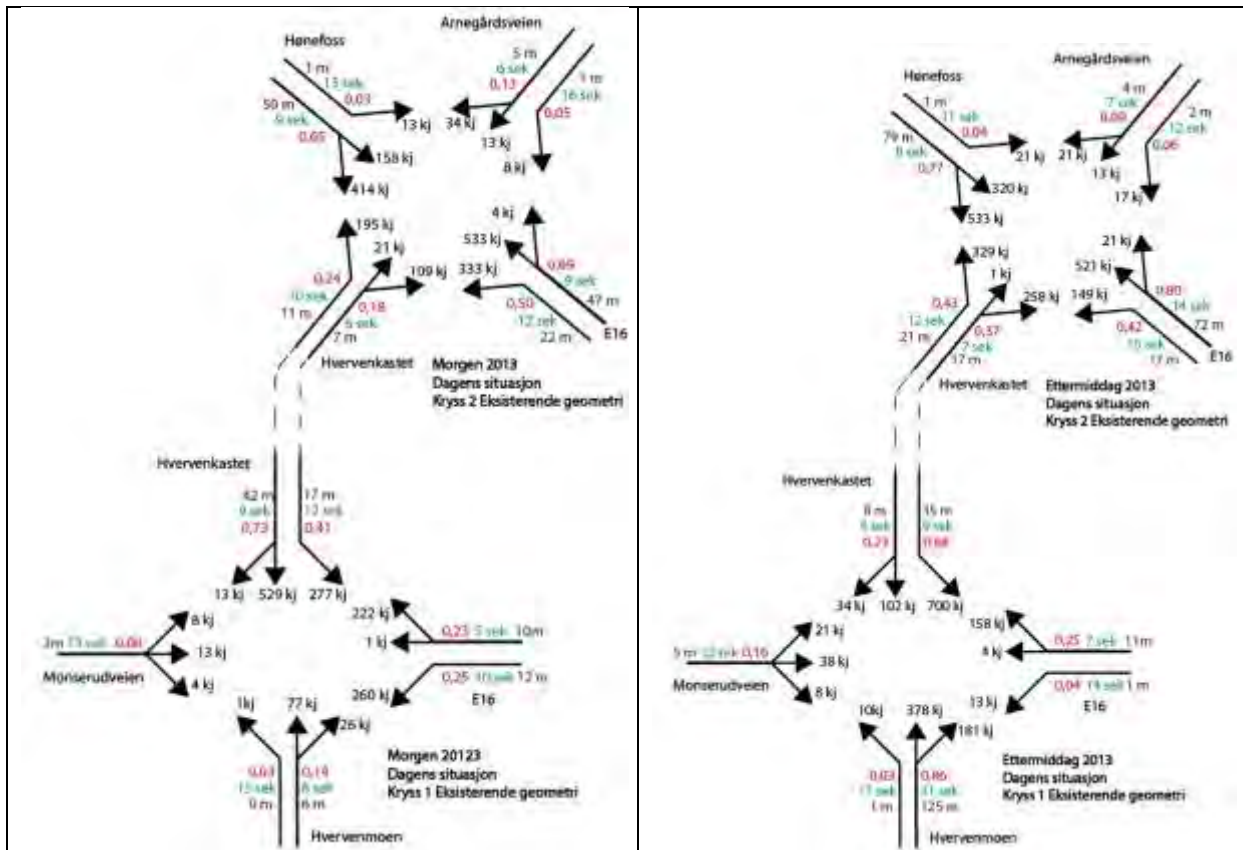 Arnegårdsveien
Hønefoss
5 m
6 sek
0,13
1 m
13 sek
0,03
1 m
16 sek
0,05
50 m
9 sek
0,65
13 kj
34 kj
13 kj
158 kj
8 kj
414 kj
195 kj
4 kj
21 kj
533 kj
109 kj
333 kj
0,69
9 sek
47 m
E16
0,24
10 sek
11 m
0,18
6 sek
7 m
0,50
12 sek
22 m
Hvervenkastet
Morgen 2013
Dagens situasjon
Kryss 2 Eksisterende geometri
Hvervenkastet
42 m
9 sek
0,73
17 m
12 sek
0,41
13 kj
529 kj
277 kj
8 kj
222 kj
0,23 5 sek 10m
1 kj
13 kj
Monserudveien
4 kj
260 kj
0,25 10 sek 12 m
E16
1kj
77 kj
26 kj
0,03
15 sek
0 m
0,19
6 sek
6 m
Morgen 20123
Dagens situasjon
Kryss 1 Eksisterende geometri
Hvervenmoen
Arnegårdsveien
Hønefoss
4 m
7 sek
0,09
1 m
11 sek
0,04
2 m
12 sek
0,06
79 m
8 sek
0,77
21 kj
21 kj
13 kj
320 kj
17 kj
533 kj
329 kj
21 kj
1 kj
521 kj
258 kj
149 kj
0,80
14 sek
72 m
E16
0,43
12 sek
21 m
0,37
7 sek
17 m
0,42
17 m
Hvervenkastet
Ettermiddag 2013
Dagens situasjon
Kryss 2 Eksisterende geometri
Hvervenkastet
8 m
0,23
35 m
9 sek
0,68
34 kj
102 kj
700 kj
21 kj
158 kj
0,25 7 sek 11m
4 kj
5 m 12 sek 0,16
38 kj
Monserudveien
8 kj
13 kj
0,04 14 sek 1 m
E16
10kj
378 kj
181 kj
0,03
11 sek
1 m
0,86
125 m
Ettermiddag 2013
Dagens situasjon
Kryss 1 Eksisterende geometri
Hvervenmoen